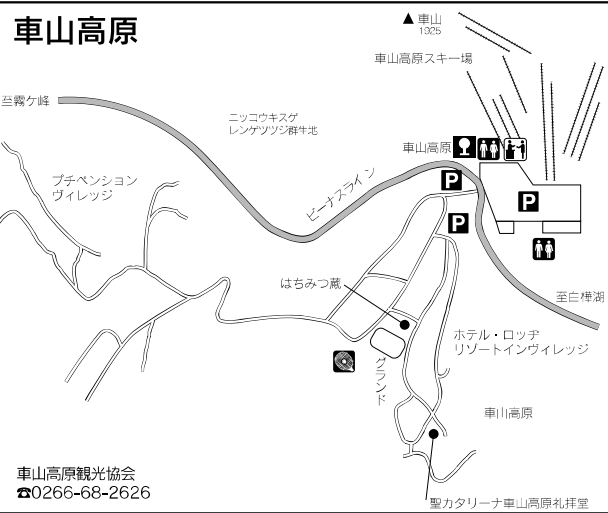 車山高原
▲車山
1925
車山高原スキー場
至霧ケ峰
ニッコウキスゲ
レンゲツツジ群生地
車山高原
P
P
P
プチペンション
ヴィレッジ
ビーナスライン
はちみつ蔵
至白樺湖
ホテル・ロッヂ
リゾートインヴィレッジ
グランド
車山高原
車山高原観光協会
☎0266-68-2626
聖カタリーナ車山高原礼拝堂